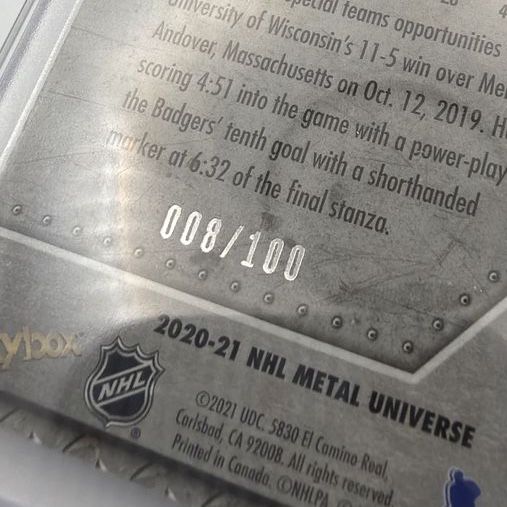 special teams opportunities
University of Wisconsin's 11-5 win over Me
Andover, Massachusetts on Oct. 12, 2019. H
scoring 4:51 into the game with a power-play
the Badgers' tenth goal with a shorthanded
marker at 6:32 of the final stanza.
008/100
ybox
2020-21 NHL METAL UNIVERSE
NHL
©2021 UDC. 5830 El Camino Real,
Carlsbad, CA 92008. All rights reserved.
Printed in Canada. ©NHLPA